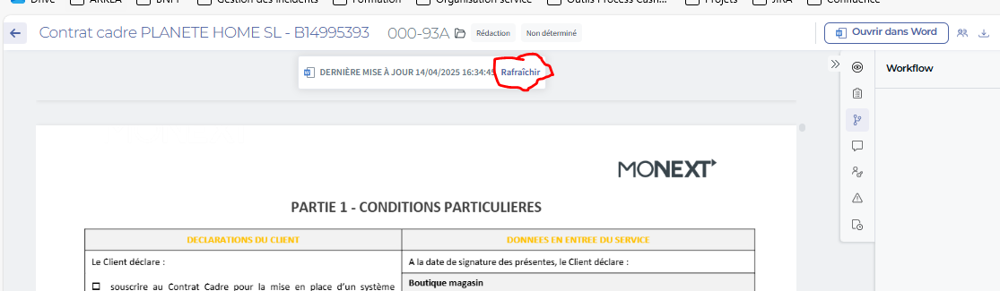 Drive
ARKEA
BNPP
Gestion des incidents
Formation
Organisation service
Outils Process Cash...
Projets
JIRA
Confluence
Contrat cadre PLANETE HOME SL - B14995393
000-93A
Rédaction
Non déterminé
Ouvrir dans Word
DERNIÈRE MISE À JOUR 14/04/2025 16:34:45
Rafraîchir
Workflow
MONEXT
PARTIE 1 - CONDITIONS PARTICULIERES
DECLARATIONS DU CLIENT
DONNEES EN ENTREE DU SERVICE
Le Client déclare :
A la date de signature des présentes, le Client déclare :
souscrire au Contrat Cadre pour la mise en place d'un système
Boutique magasin